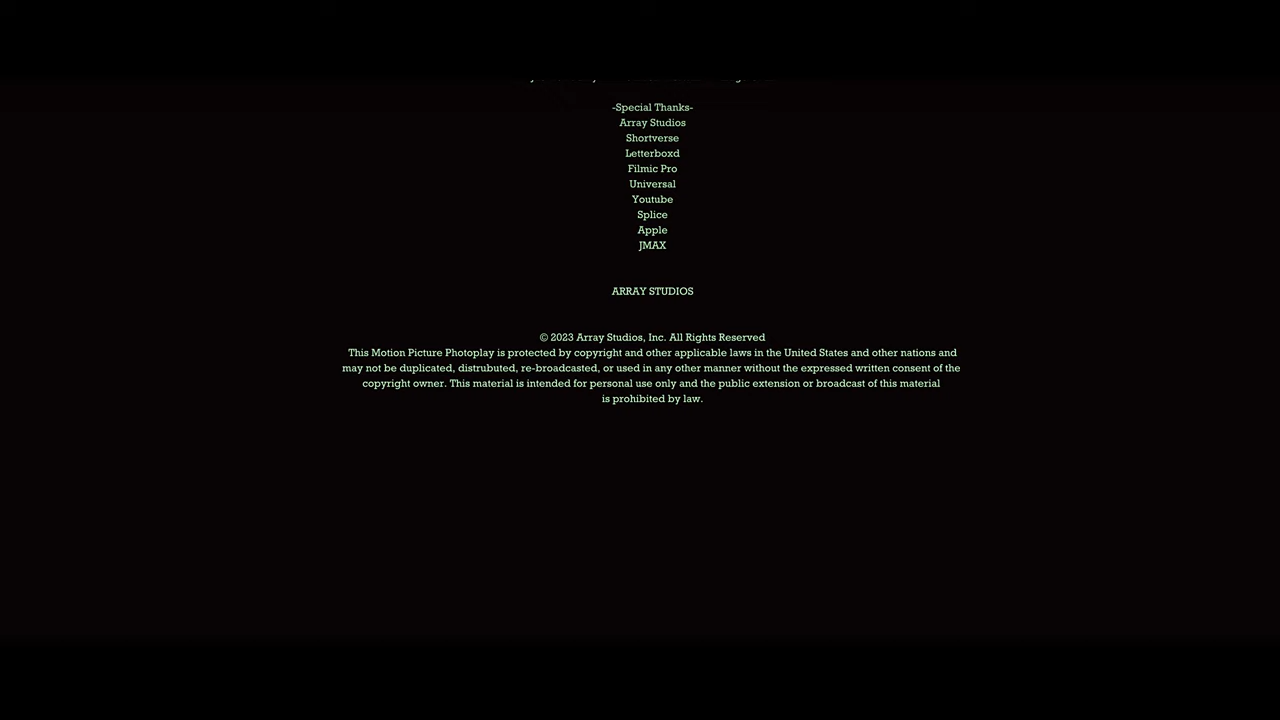 -Special Thanks-
Array Studios
Shortverse
Letterboxd
Filmic Pro
Universal
Youtube
Splice
Apple
JMAX
ARRAY STUDIOS
© 2023 Array Studios, Inc. All Rights Reserved
This Motion Picture Photoplay is protected by copyright and other applicable laws in the United States and other nations and
may not be duplicated, distrubuted, re-broadcasted, or used in any other manner without the expressed written consent of the
copyright owner. This material is intended for personal use only and the public extension or broadcast of this material
is prohibited by law.